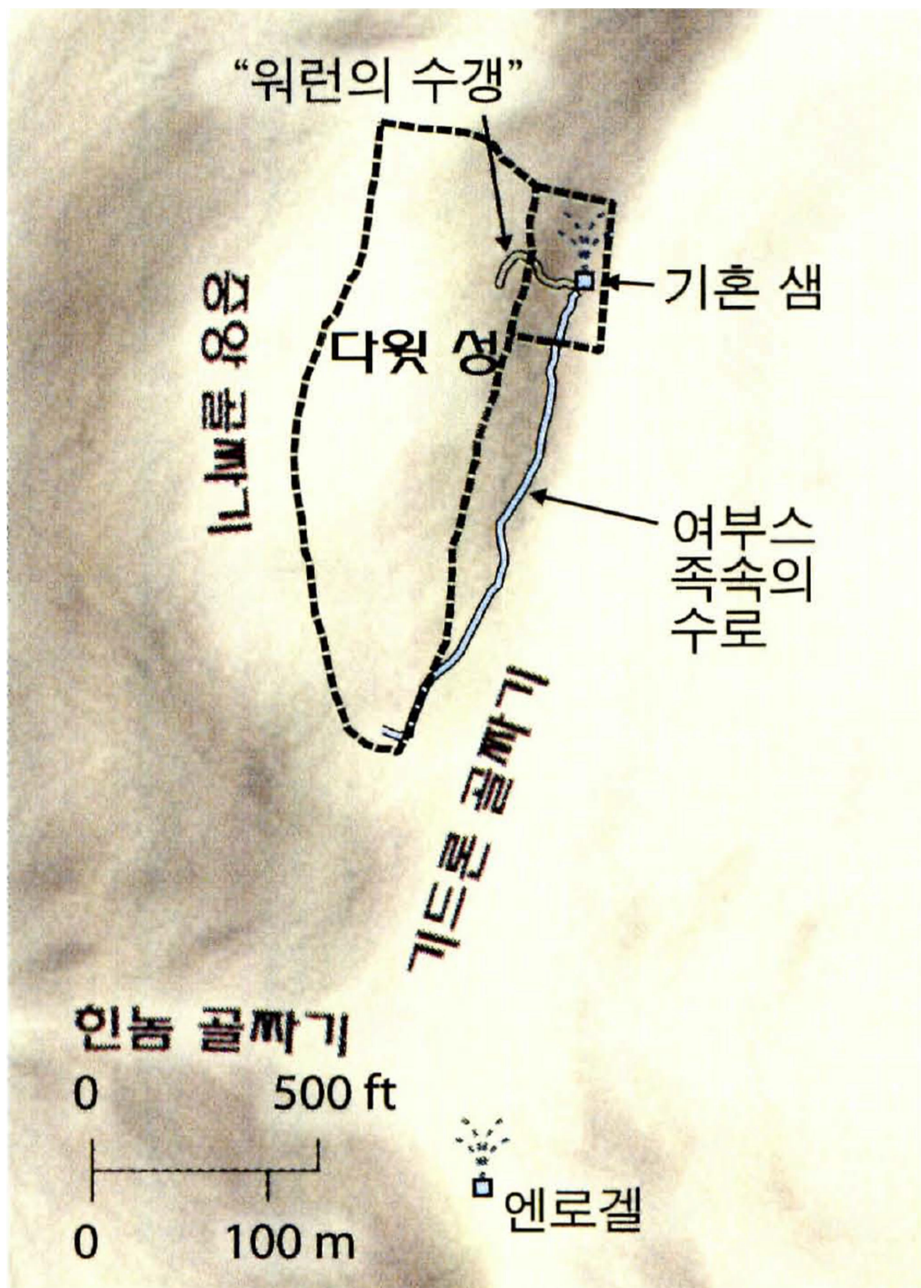 “워런의 수갱”
기혼 샘
중앙 골짜기
다윗 성
여부스
족속의
수로
기드론 골짜기
힌놈 골짜기
0 500 ft
0 100 m
엔로겔